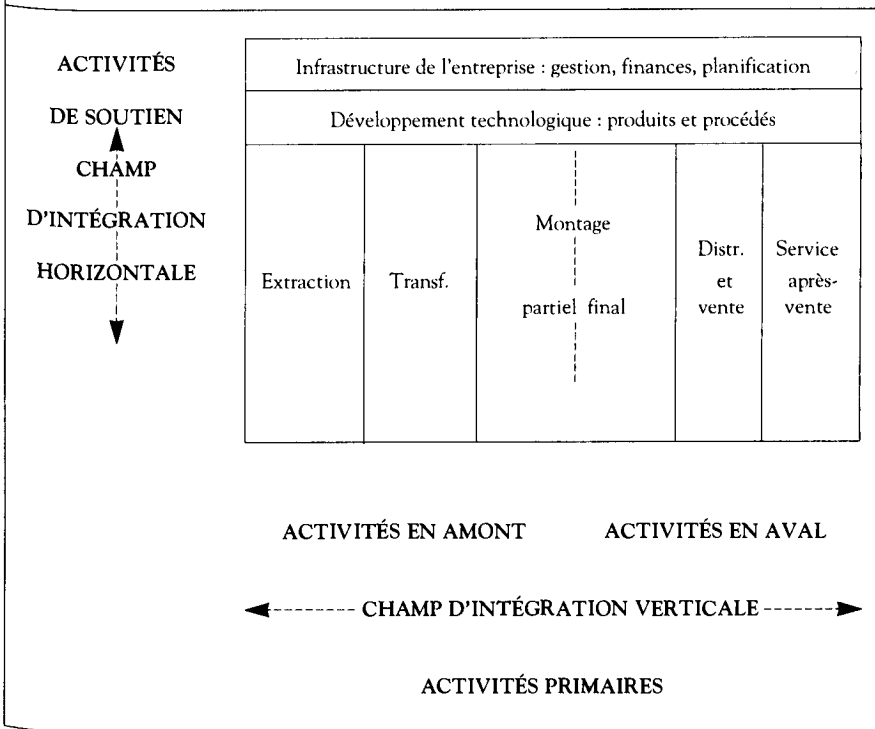 ACTIVITÉS
DE SOUTIEN
CHAMP
D'INTÉGRATION
HORIZONTALE
Infrastructure de l'entreprise : gestion, finances, planification
Développement technologique : produits et procédés
Extraction
Transf.
Montage
partiel final
Distr.
et
vente
Service
après-
vente
ACTIVITÉS EN AMONT
ACTIVITÉS EN AVAL
CHAMP D'INTÉGRATION VERTICALE
ACTIVITÉS PRIMAIRES